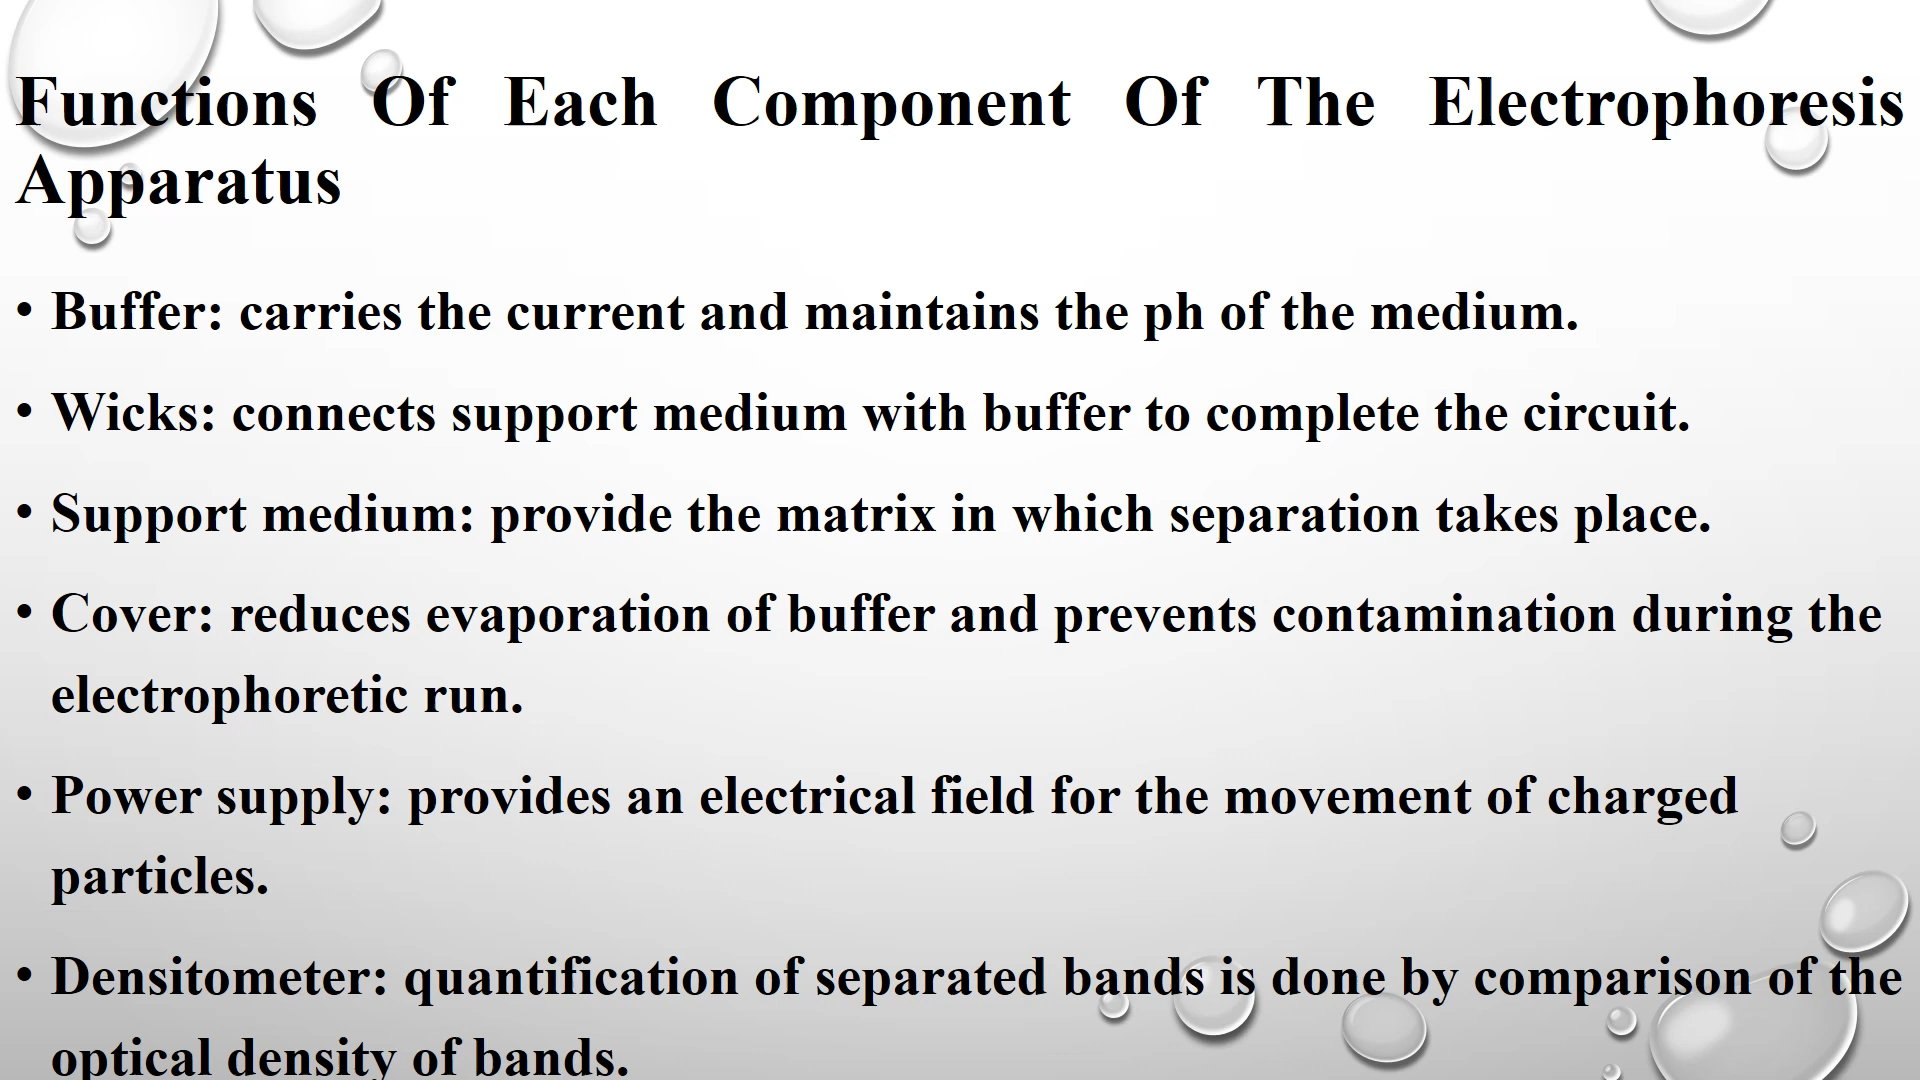 Functions Of Each Component Of The Electrophoresis
Apparatus
• Buffer: carries the current and maintains the ph of the medium.
• Wicks: connects support medium with buffer to complete the circuit.
• Support medium: provide the matrix in which separation takes place.
• Cover: reduces evaporation of buffer and prevents contamination during the
electrophoretic run.
• Power supply: provides an electrical field for the movement of charged
particles.
• Densitometer: quantification of separated bands is done by comparison of the
optical density of bands.